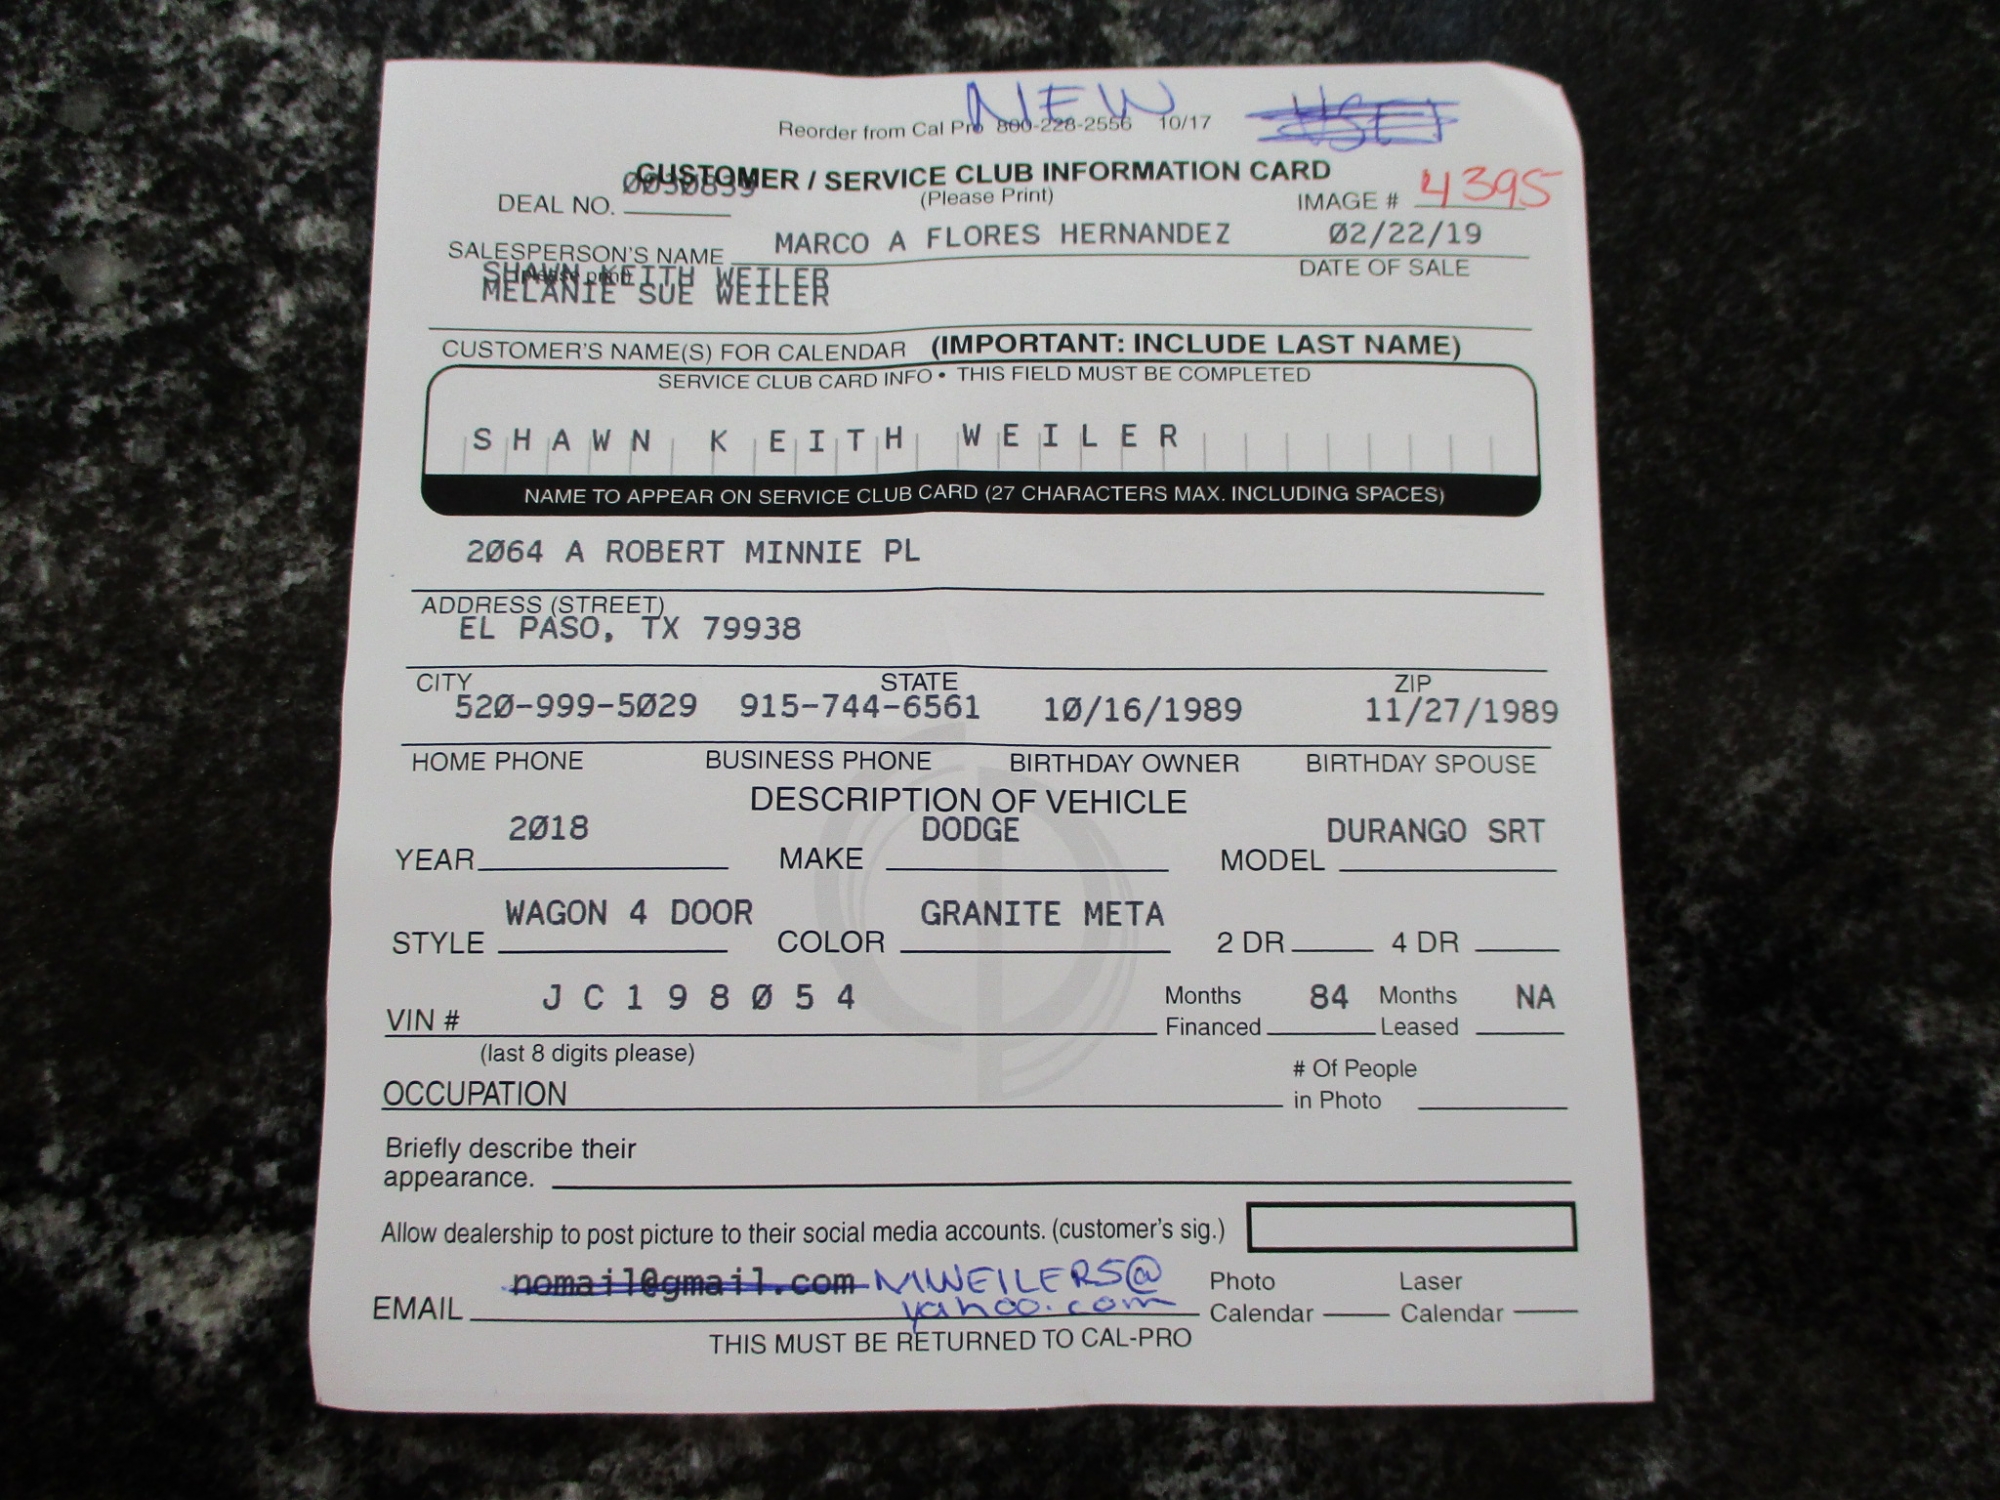 NEW
Reorder from Cal Pro 800-228-2556 10/17
CUSTOMER / SERVICE CLUB INFORMATION CARD
(Please Print)
DEAL NO. 0030839
IMAGE # 4395
SALESPERSON'S NAME MARCO A FLORES HERNANDEZ 02/22/19
(please print) DATE OF SALE
SHAWN KEITH WEILER
MELANIE SUE WEILER
CUSTOMER'S NAME(S) FOR CALENDAR (IMPORTANT: INCLUDE LAST NAME)
SERVICE CLUB CARD INFO • THIS FIELD MUST BE COMPLETED
SHAWN KEITH WEILER
NAME TO APPEAR ON SERVICE CLUB CARD (27 CHARACTERS MAX. INCLUDING SPACES)
2064 A ROBERT MINNIE PL
ADDRESS (STREET)
EL PASO, TX 79938
CITY STATE ZIP
520-999-5029 915-744-6561 10/16/1989 11/27/1989
HOME PHONE BUSINESS PHONE BIRTHDAY OWNER BIRTHDAY SPOUSE
DESCRIPTION OF VEHICLE
YEAR 2018 MAKE DODGE MODEL DURANGO SRT
STYLE WAGON 4 DOOR COLOR GRANITE META 2 DR 4 DR
VIN # JC198054 Months Financed 84 Months Leased NA
(last 8 digits please)
OCCUPATION # Of People in Photo
Briefly describe their
appearance.
Allow dealership to post picture to their social media accounts. (customer's sig.)
nomail@gmail.com MWEILERS@
EMAIL yahoo.com Photo Calendar Laser Calendar
THIS MUST BE RETURNED TO CAL-PRO